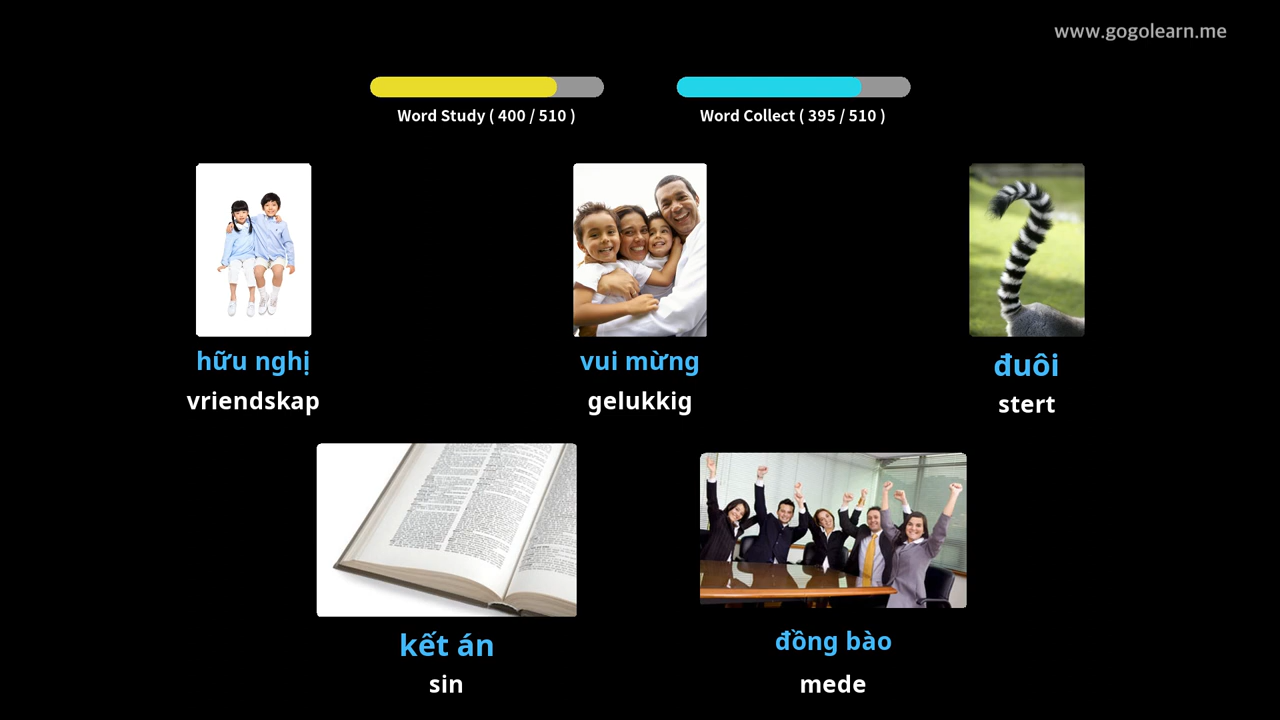 www.gogolearn.me
Word Study ( 400 / 510 )
Word Collect ( 395 / 510 )
hữu nghị
vriendskap
vui mừng
gelukkig
đuôi
start
kết án
sin
đồng bào
mede